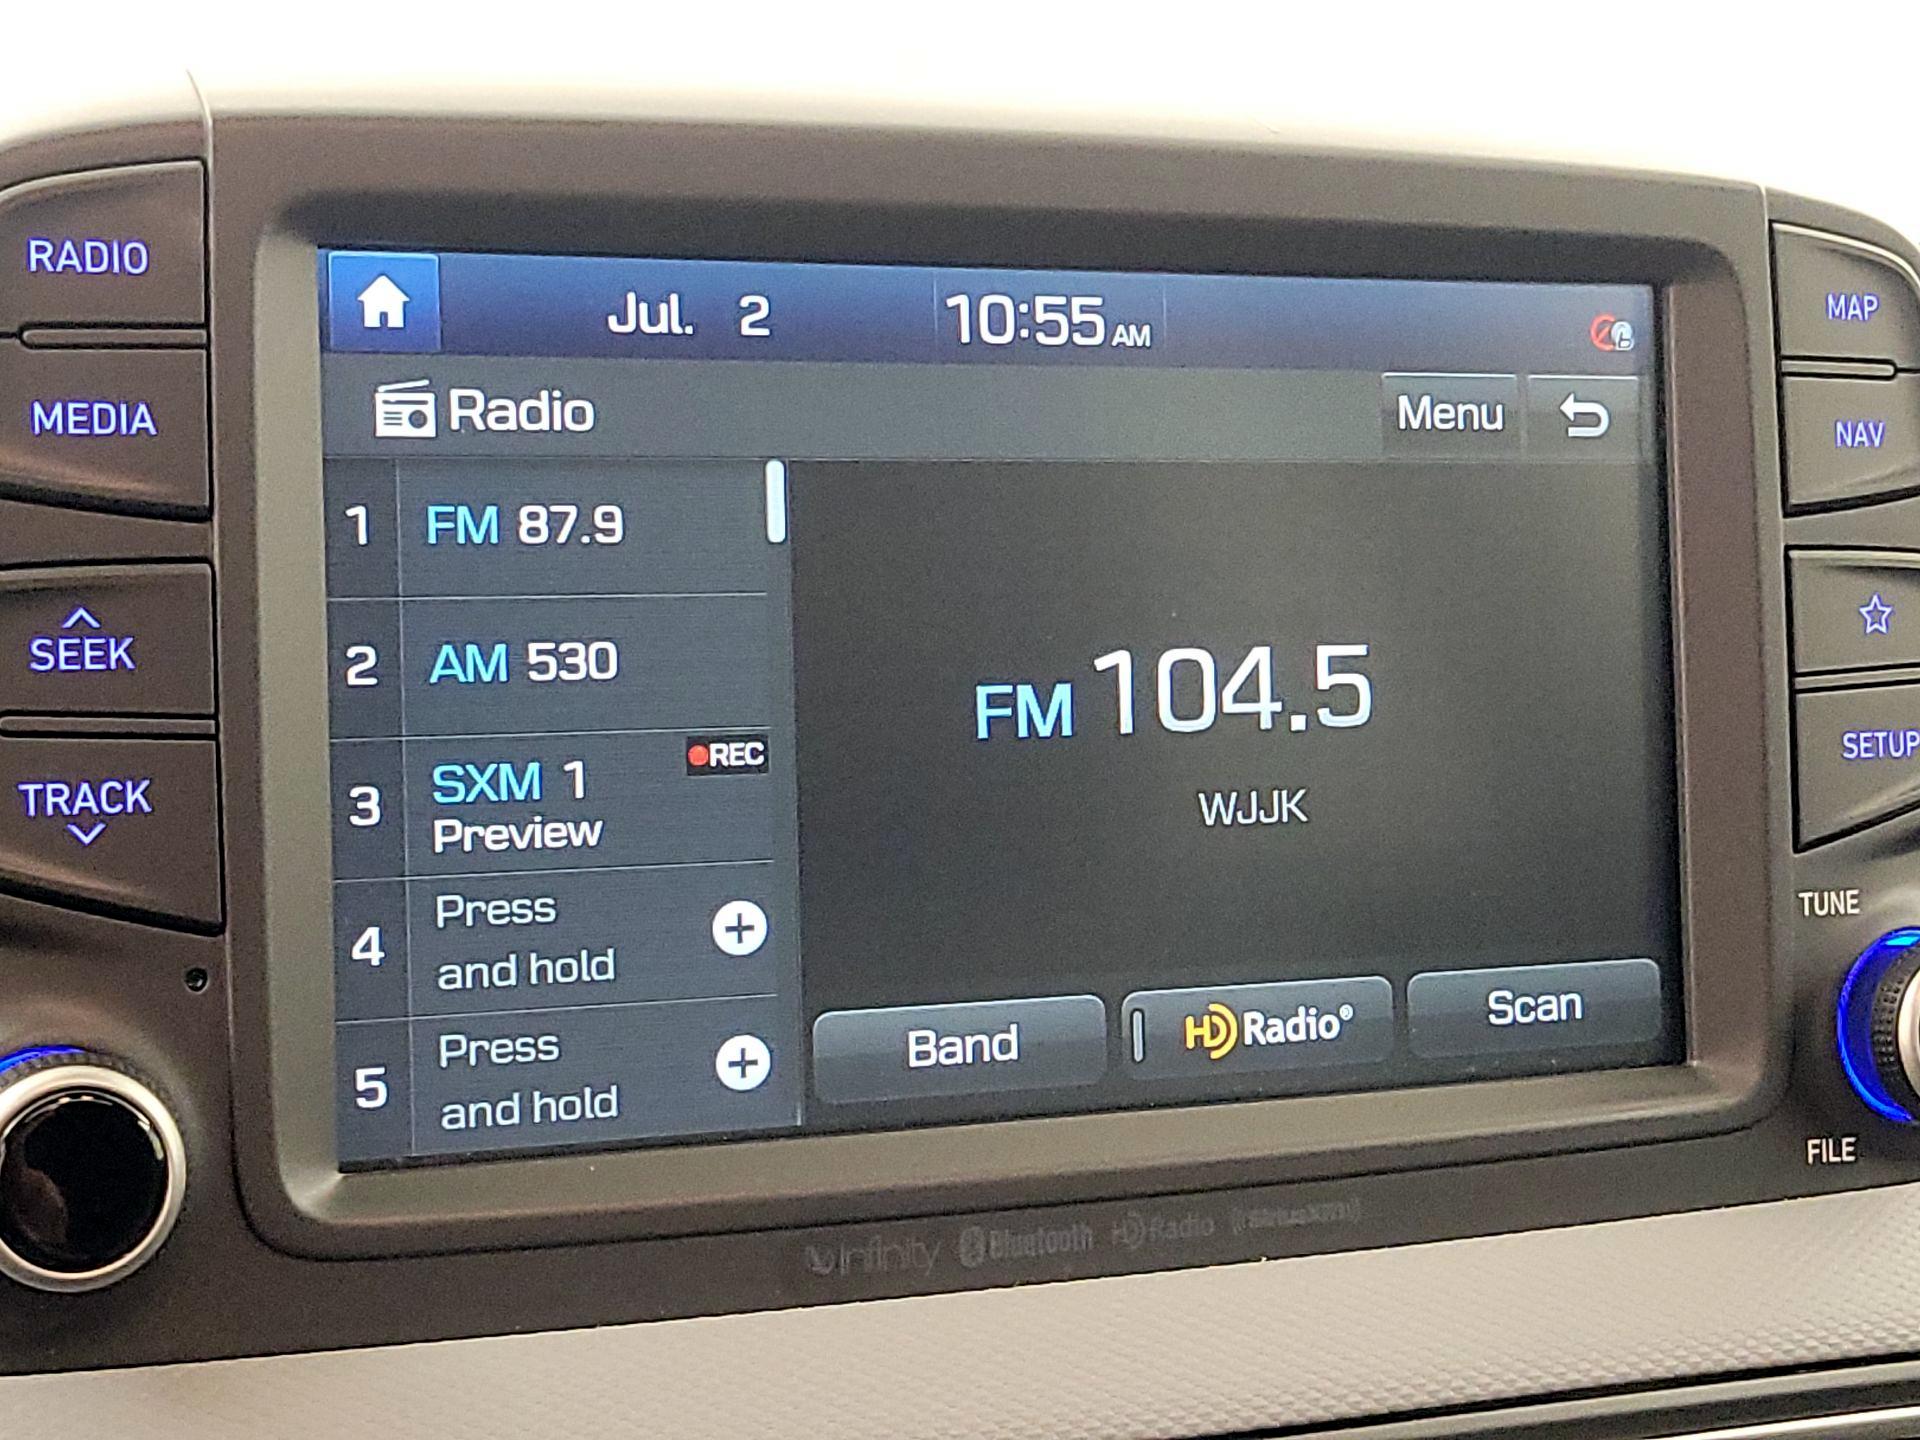 RADIO
MEDIA
SEEK
TRACK
Jul. 2
10:55 AM
Radio
Menu
1 FM 87.9
2 AM 530
3 SXM 1
REC
Preview
4 Press
and hold
5 Press
and hold
FM 104.5
WJJK
Band
HD Radio®
Scan
MAP
NAV
SETUP
TUNE
FILE
Infinity Bluetooth HD Radio ((SiriusXM))